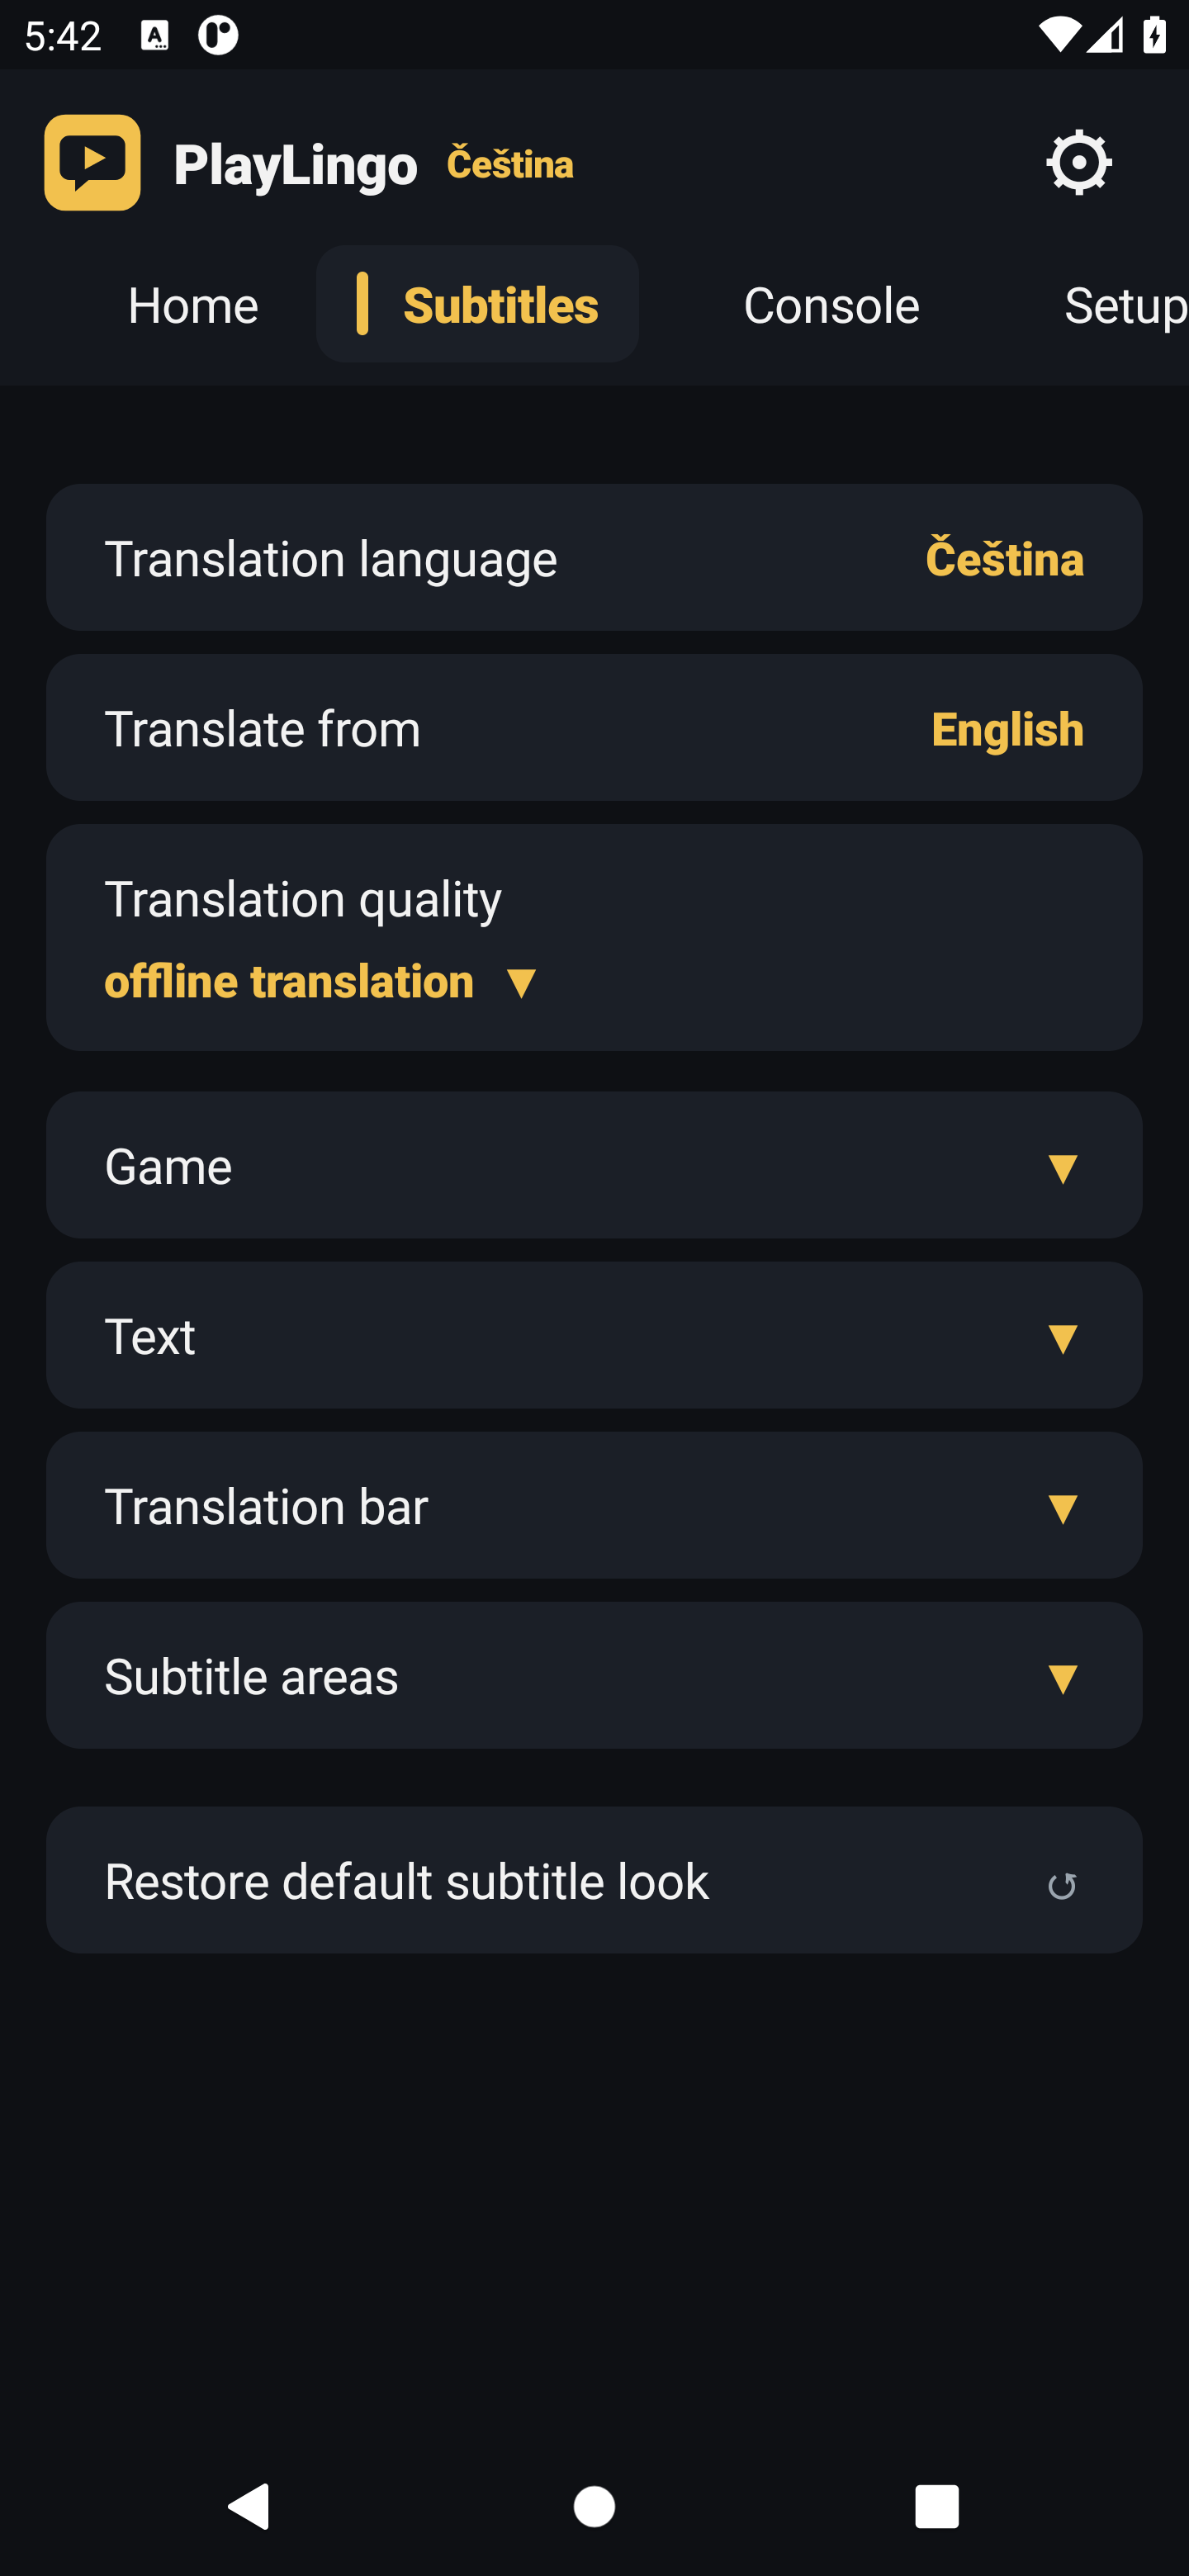 5:42
PlayLingo Čeština
Home Subtitles Console Setup
Translation language Čeština
Translate from English
Translation quality
offline translation ▼
Game ▼
Text ▼
Translation bar ▼
Subtitle areas ▼
Restore default subtitle look ↺